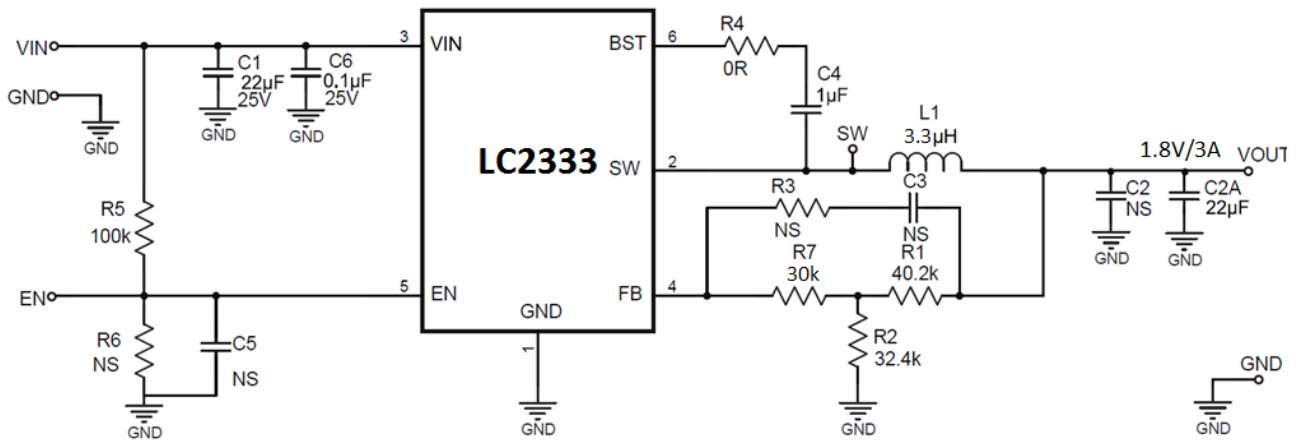 VIN
GND
GND
C1
22µF
25V
GND
C6
0.1µF
25V
GND
R5
100k
EN
R6
NS
C5
NS
GND
3
VIN
BST
6
LC2333
SW
2
5
EN
FB
4
GND
1
GND
R4
0R
C4
1µF
SW
L1
3.3µH
1.8V/3A
VOUT
R3
NS
C3
NS
R7
30k
R1
40.2k
R2
32.4k
GND
C2
NS
GND
C2A
22µF
GND
GND
GND